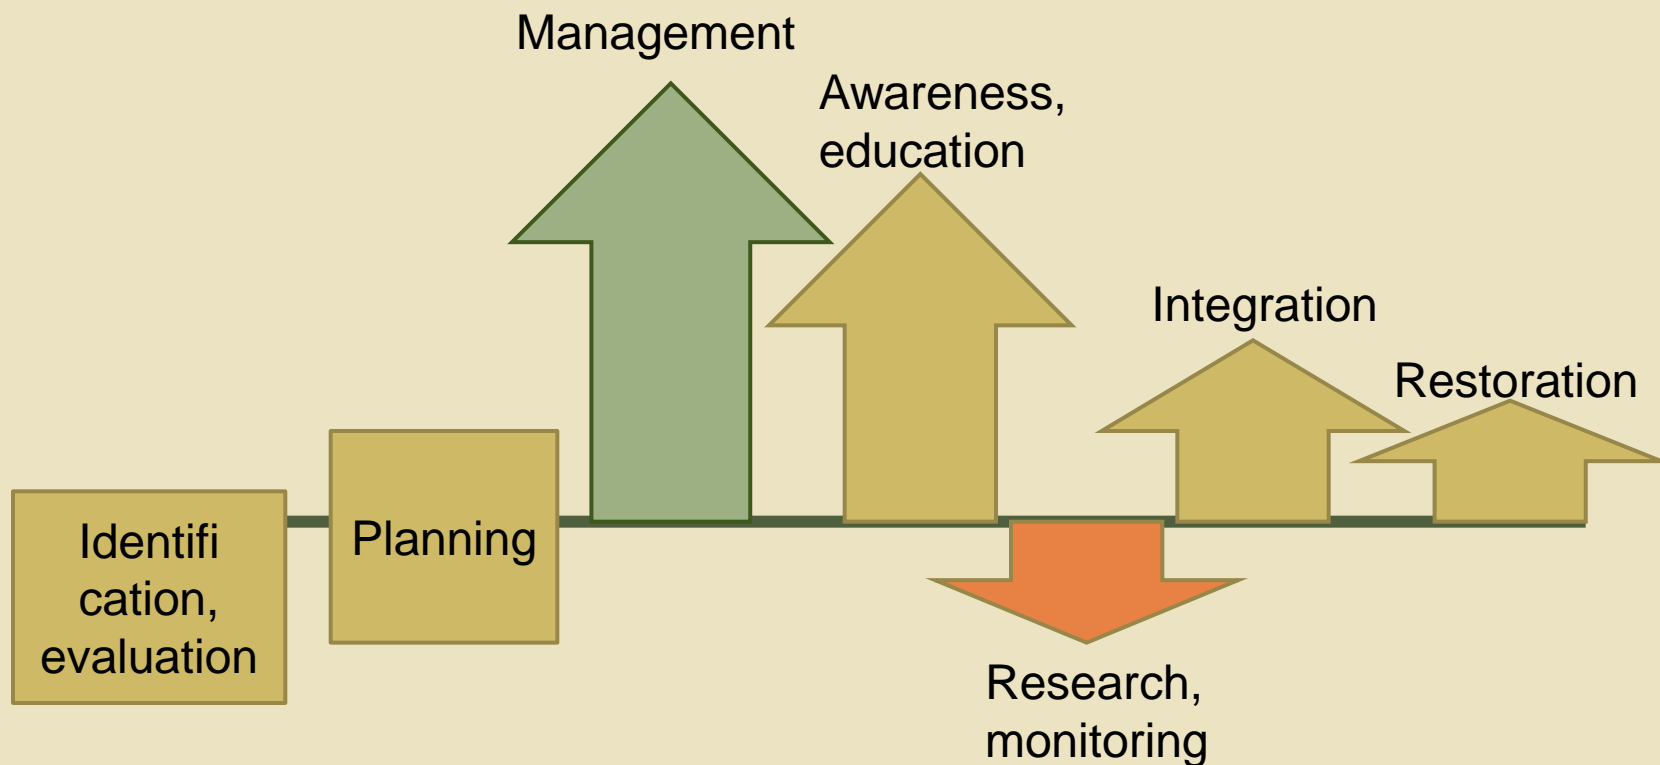 Management
Awareness,
education
Integration
Restoration
Identifi
cation,
evaluation
Planning
Research,
monitoring